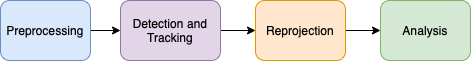 Preprocessing
Detection and
Tracking
Reprojection
Analysis